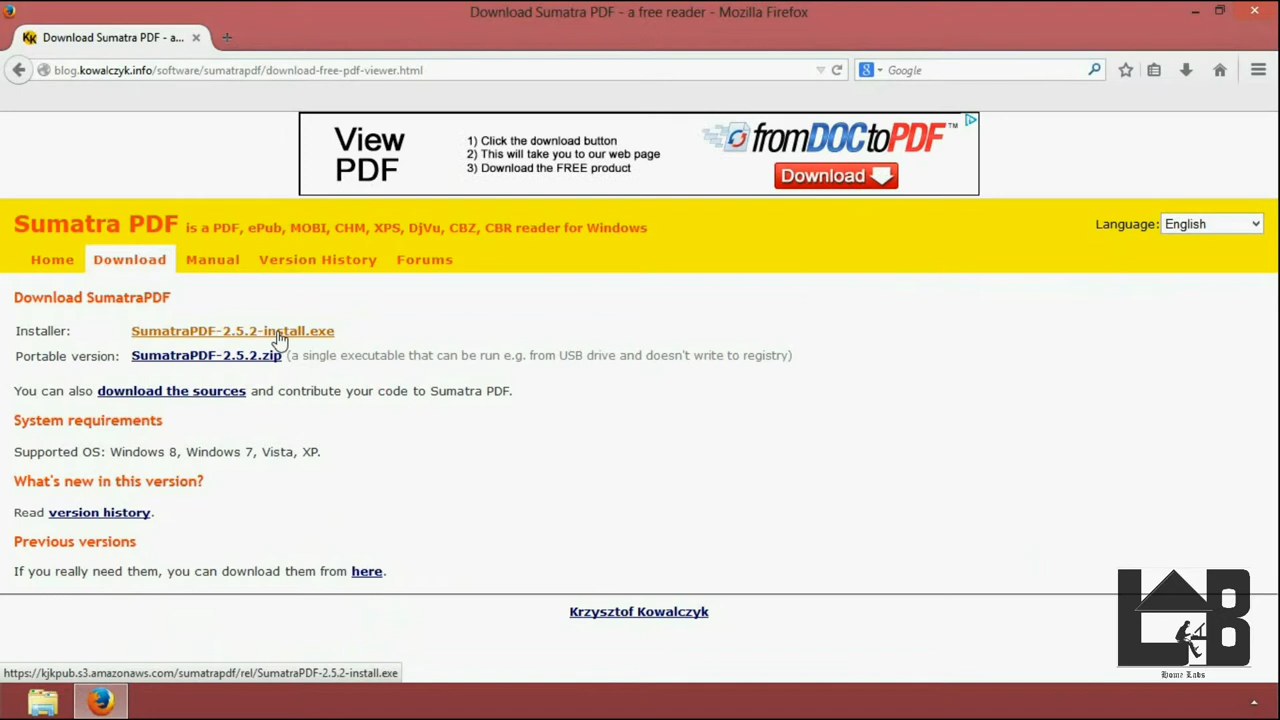 Download Sumatra PDF - a free reader - Mozilla Firefox
KK Download Sumatra PDF - a...
blog.kowalczyk.info/software/sumatrapdf/download-free-pdf-viewer.html
Google
View PDF
1) Click the download button
2) This will take you to our web page
3) Download the FREE product
fromDOCtoPDF™
Download
Sumatra PDF is a PDF, ePub, MOBI, CHM, XPS, DjVu, CBZ, CBR reader for Windows
Language: English
Home Download Manual Version History Forums
Download SumatraPDF
Installer: SumatraPDF-2.5.2-install.exe
Portable version: SumatraPDF-2.5.2.zip (a single executable that can be run e.g. from USB drive and doesn't write to registry)
You can also download the sources and contribute your code to Sumatra PDF.
System requirements
Supported OS: Windows 8, Windows 7, Vista, XP.
What's new in this version?
Read version history.
Previous versions
If you really need them, you can download them from here.
Krzysztof Kowalczyk
https://kjkpub.s3.amazonaws.com/sumatrapdf/rel/SumatraPDF-2.5.2-install.exe
LAB
Home Labs